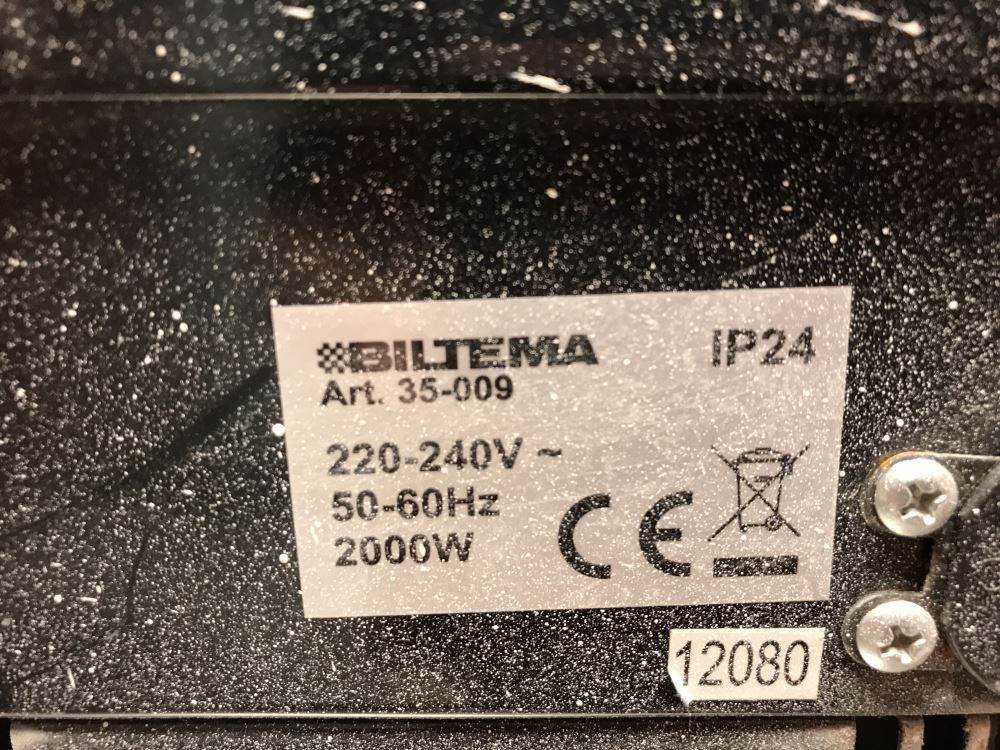 BILTEMA
IP24
Art. 35-009
220-240V ~
50-60Hz
2000W
CE
12080